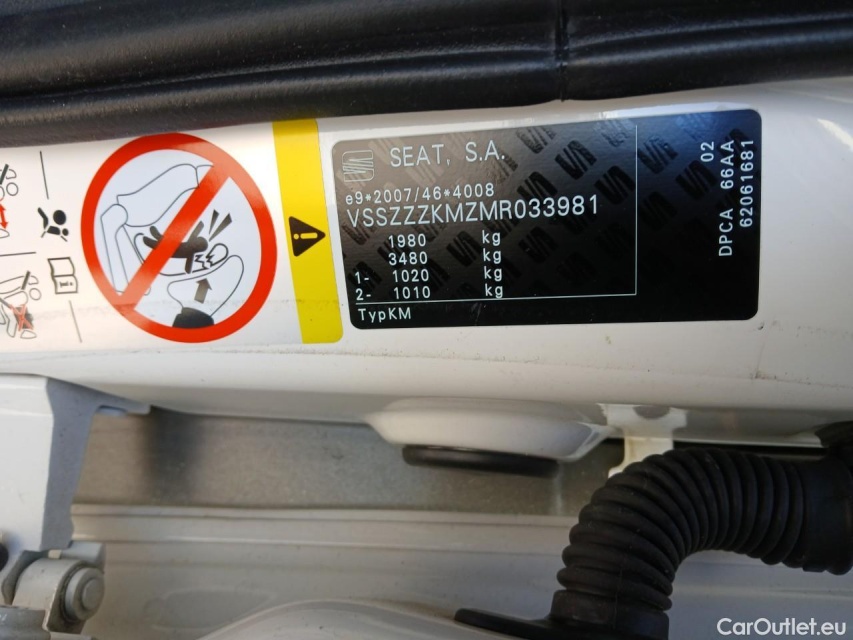 SEAT, S.A.
e9*2007/46*4008
VSSZZZKMZMR033981
1980 kg
3480 kg
1- 1020 kg
2- 1010 kg
TypKM
02
DPCA 66AA
62061681
CarOutlet.eu